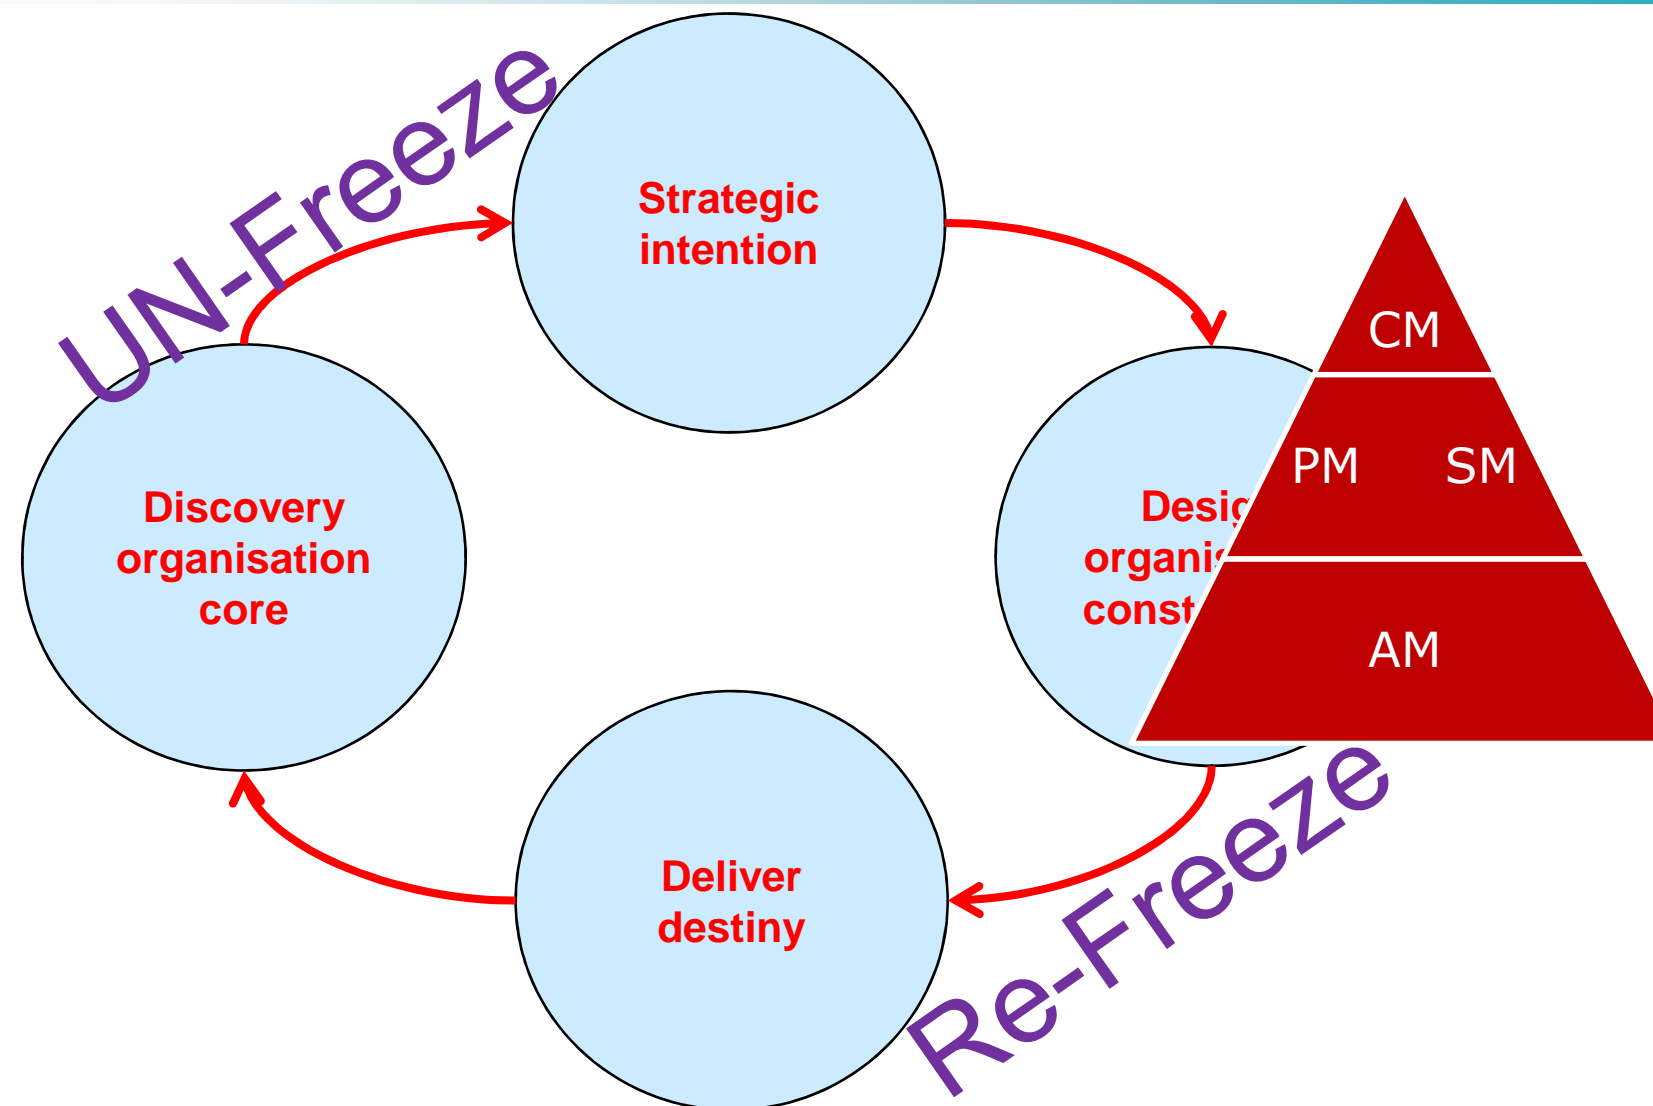 UN-Freeze
Strategic
intention
CM
PM SM
AM
Discovery
organisation
core
Deliver
destiny
Re-Freeze